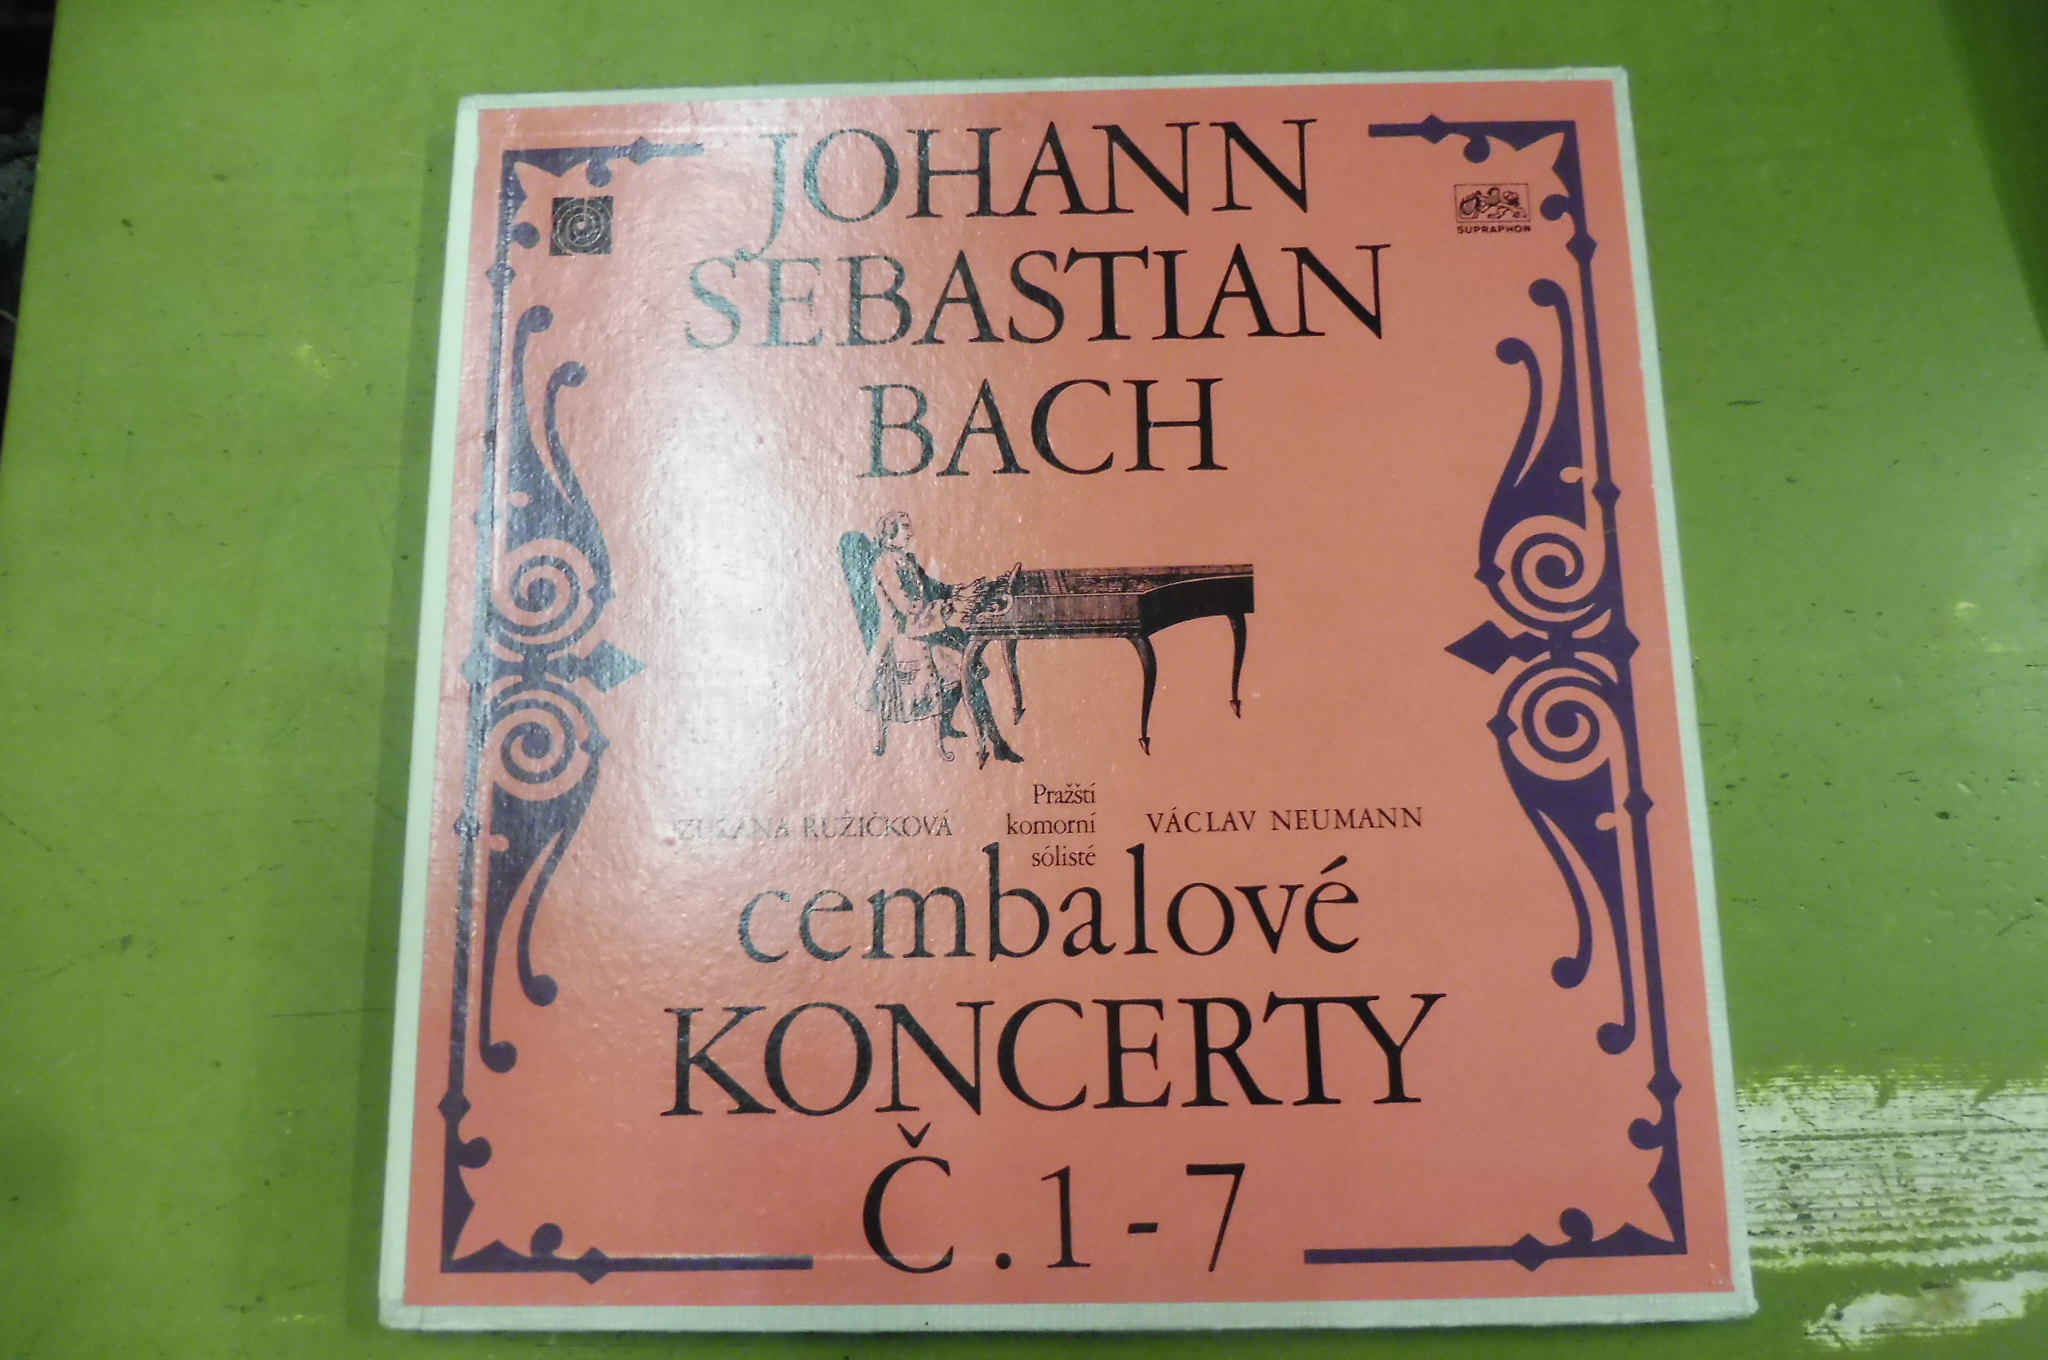 JOHANN
SUPRAPHON
SEBASTIAN
BACH
Pražští
ZUZANA RŮŽIČKOVÁ komorní VÁCLAV NEUMANN
sólisté
cembalové
KONCERTY
Č. 1 - 7